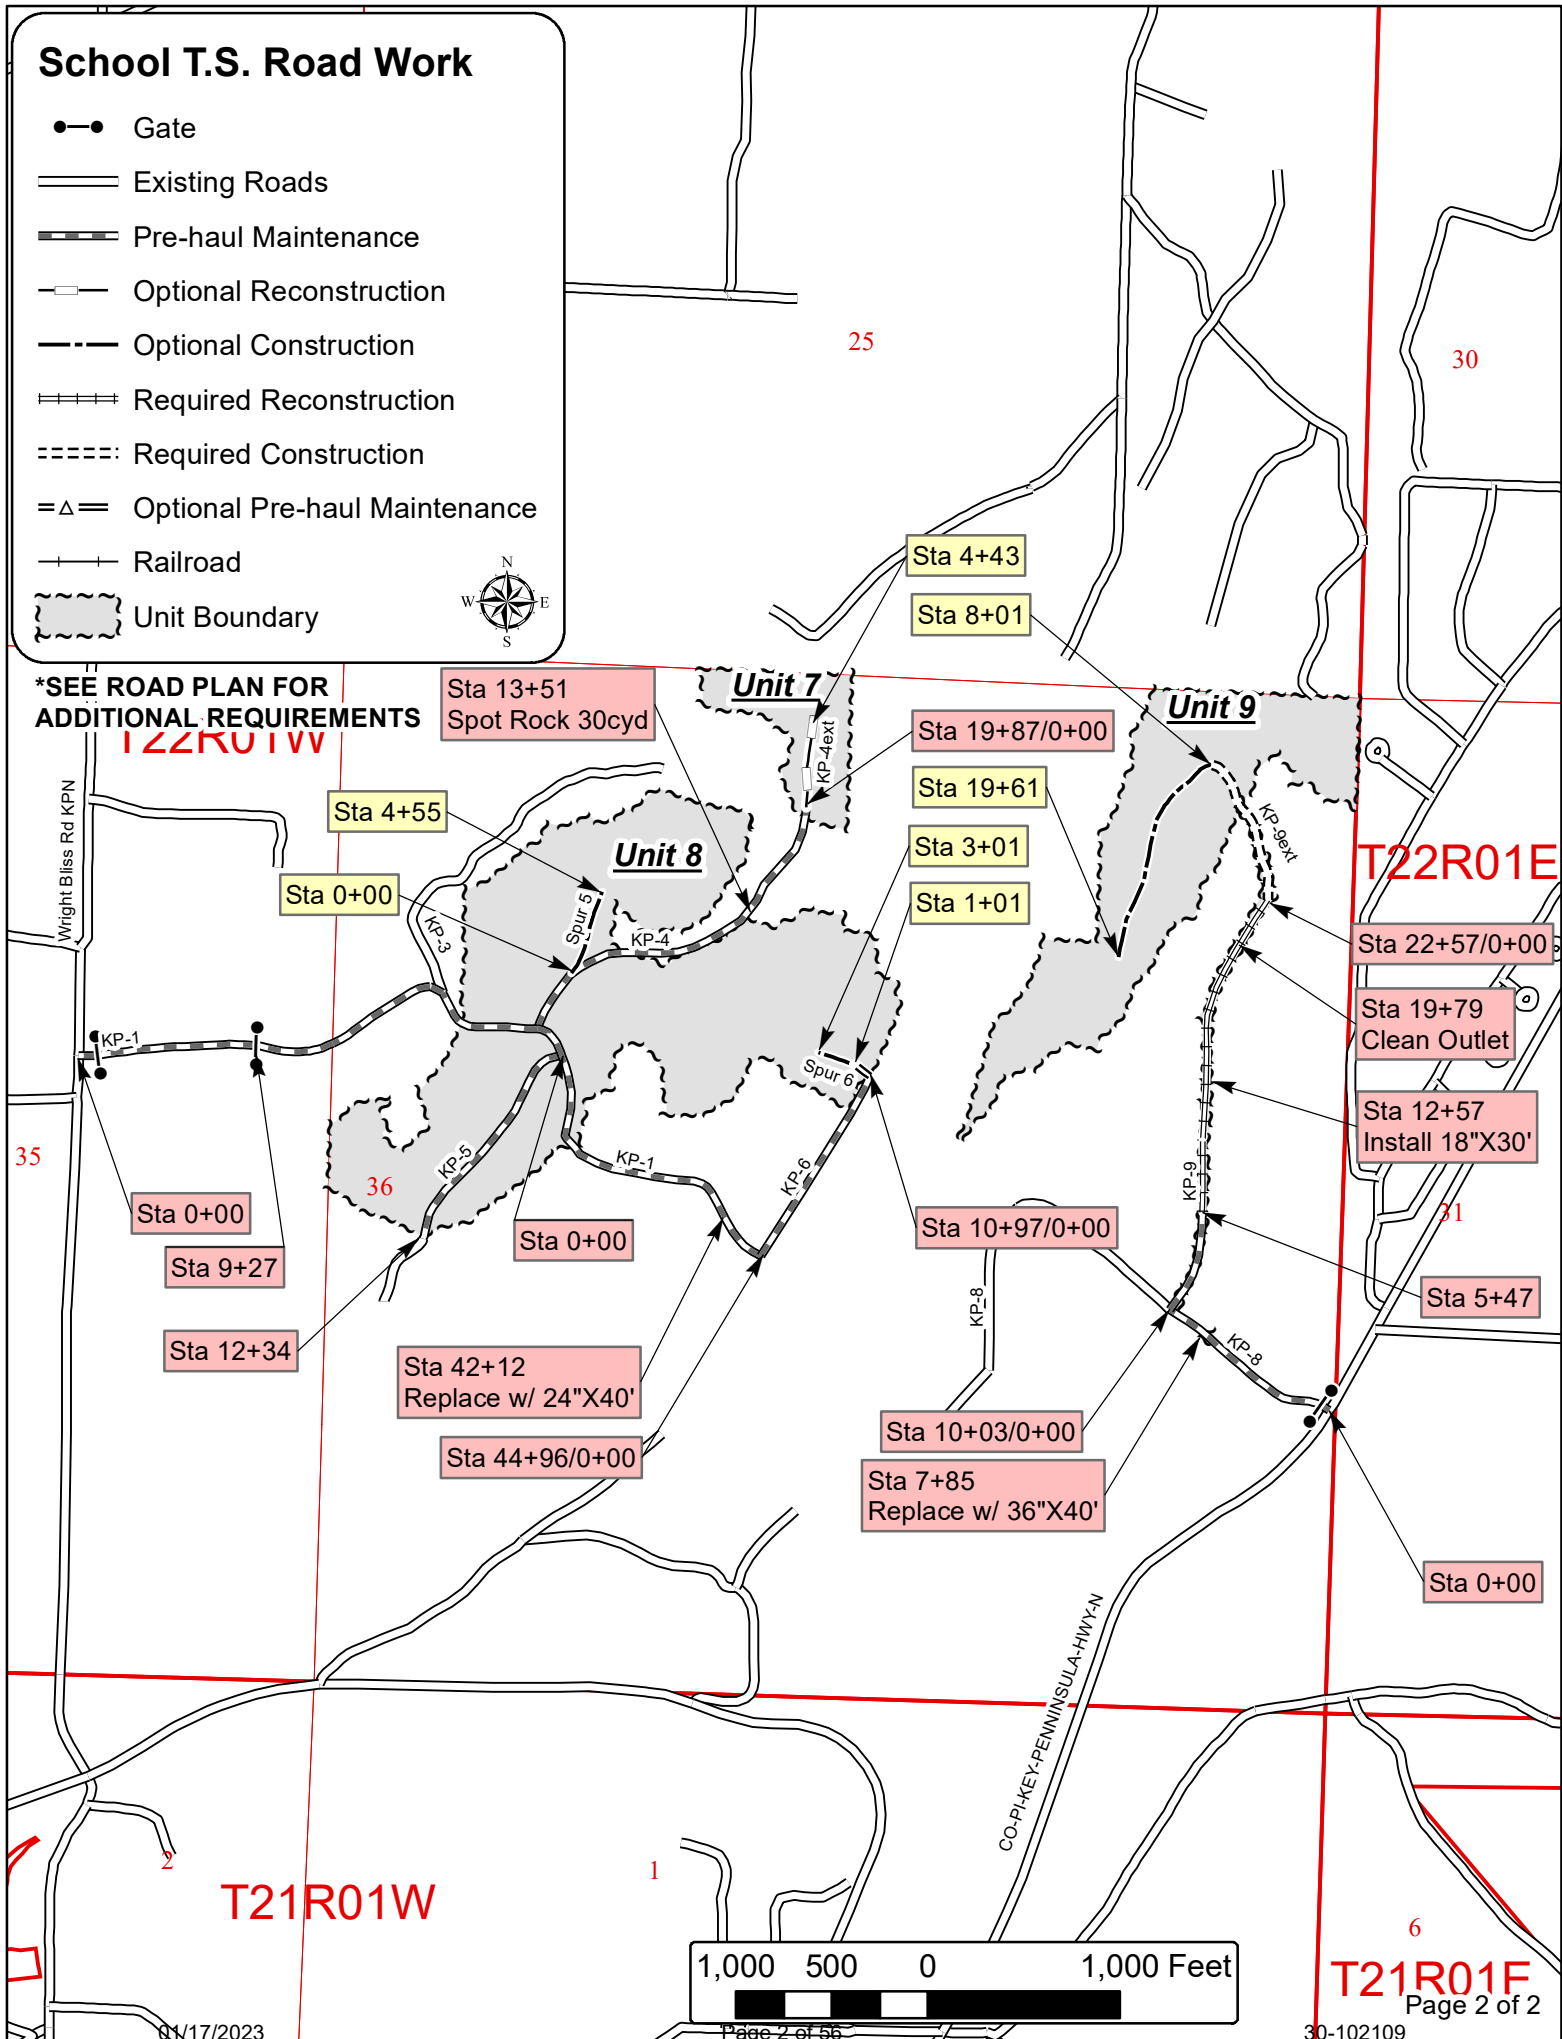 School T.S. Road Work
Gate
Existing Roads
Pre-haul Maintenance
Optional Reconstruction
Optional Construction
Required Reconstruction
Required Construction
Optional Pre-haul Maintenance
Railroad
Unit Boundary
N
W E
S
*SEE ROAD PLAN FOR
ADDITIONAL REQUIREMENTS
T22R01W
25
30
Sta 4+43
Sta 8+01
Sta 13+51
Spot Rock 30cyd
Unit 7
Unit 9
KP-4ext
Sta 19+87/0+00
Sta 19+61
Sta 4+55
Unit 8
KP-9ext
Sta 3+01
T22R01E
Wright Bliss Rd KPN
Sta 0+00
Spur 5
KP-3
KP-4
Sta 1+01
Sta 22+57/0+00
Sta 19+79
Clean Outlet
KP-1
Spur 6
Sta 12+57
Install 18"X30'
35
36
KP-5
KP-1
KP-6
KP-9
31
Sta 0+00
Sta 9+27
Sta 0+00
Sta 10+97/0+00
Sta 5+47
KP-8
KP-8
Sta 12+34
Sta 42+12
Replace w/ 24"X40'
Sta 44+96/0+00
Sta 10+03/0+00
Sta 7+85
Replace w/ 36"X40'
Sta 0+00
CO-PI-KEY-PENNINSULA-HWY-N
2
1
6
T21R01W
T21R01E
1,000 500 0 1,000 Feet
Page 2 of 2
01/17/2023
Page 2 of 56
30-102109